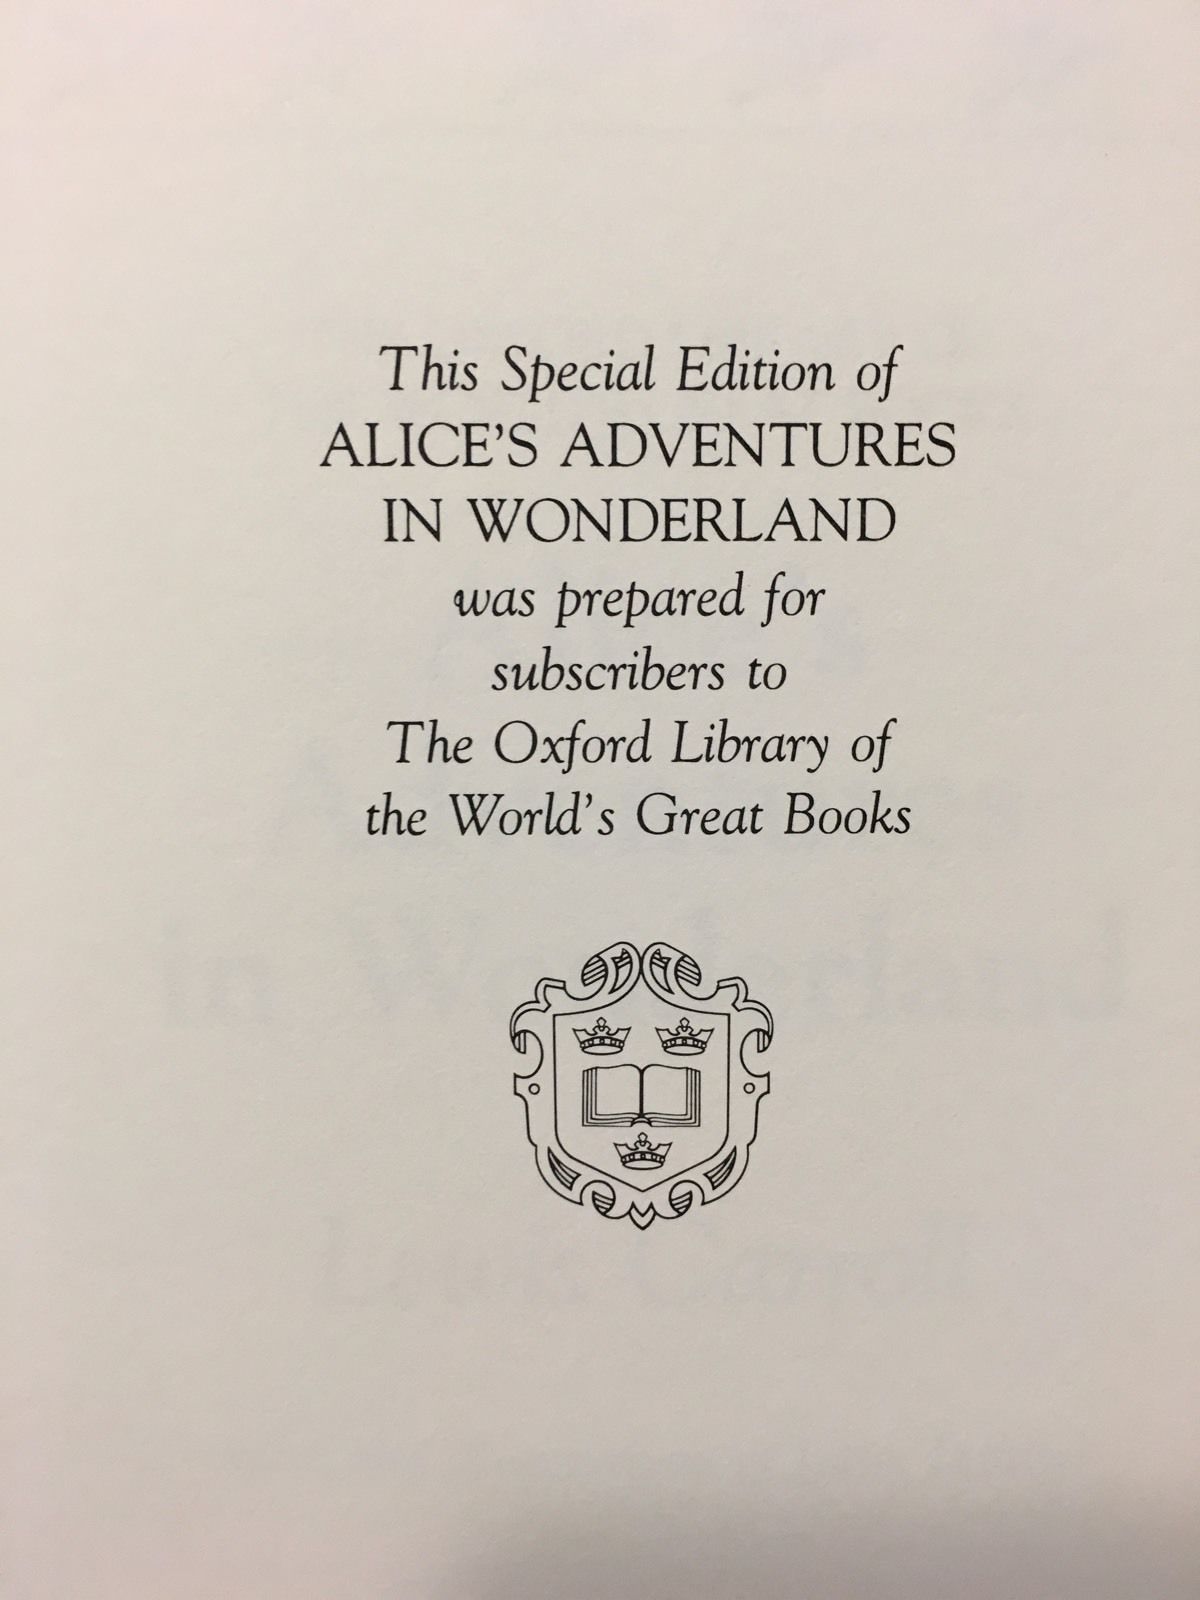 This Special Edition of
ALICE'S ADVENTURES
IN WONDERLAND
was prepared for
subscribers to
The Oxford Library of
the World's Great Books